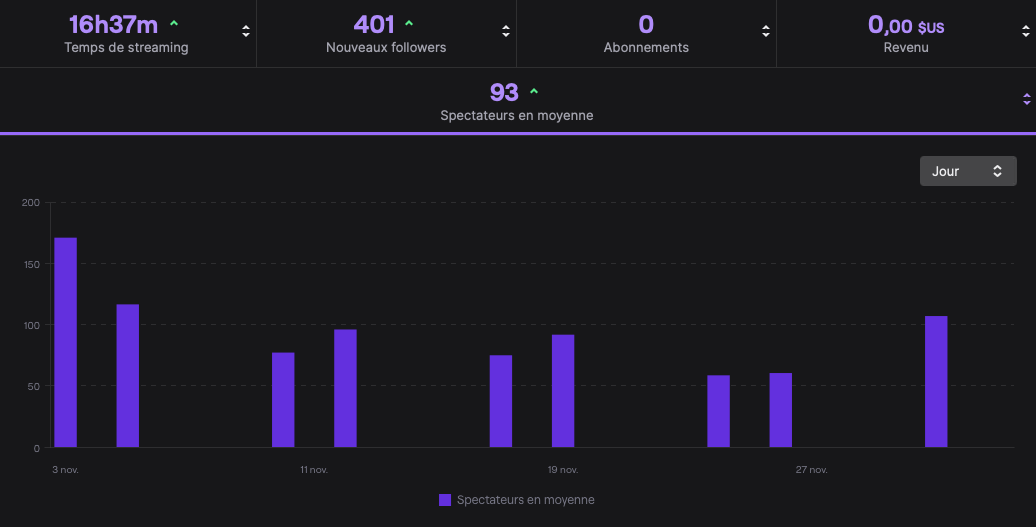 16h37m
Temps de streaming
401
Nouveaux followers
0
Abonnements
0,00 $US
Revenu
93
Spectateurs en moyenne
Jour
200
150
100
50
0
3 nov.
11 nov.
19 nov.
27 nov.
Spectateurs en moyenne